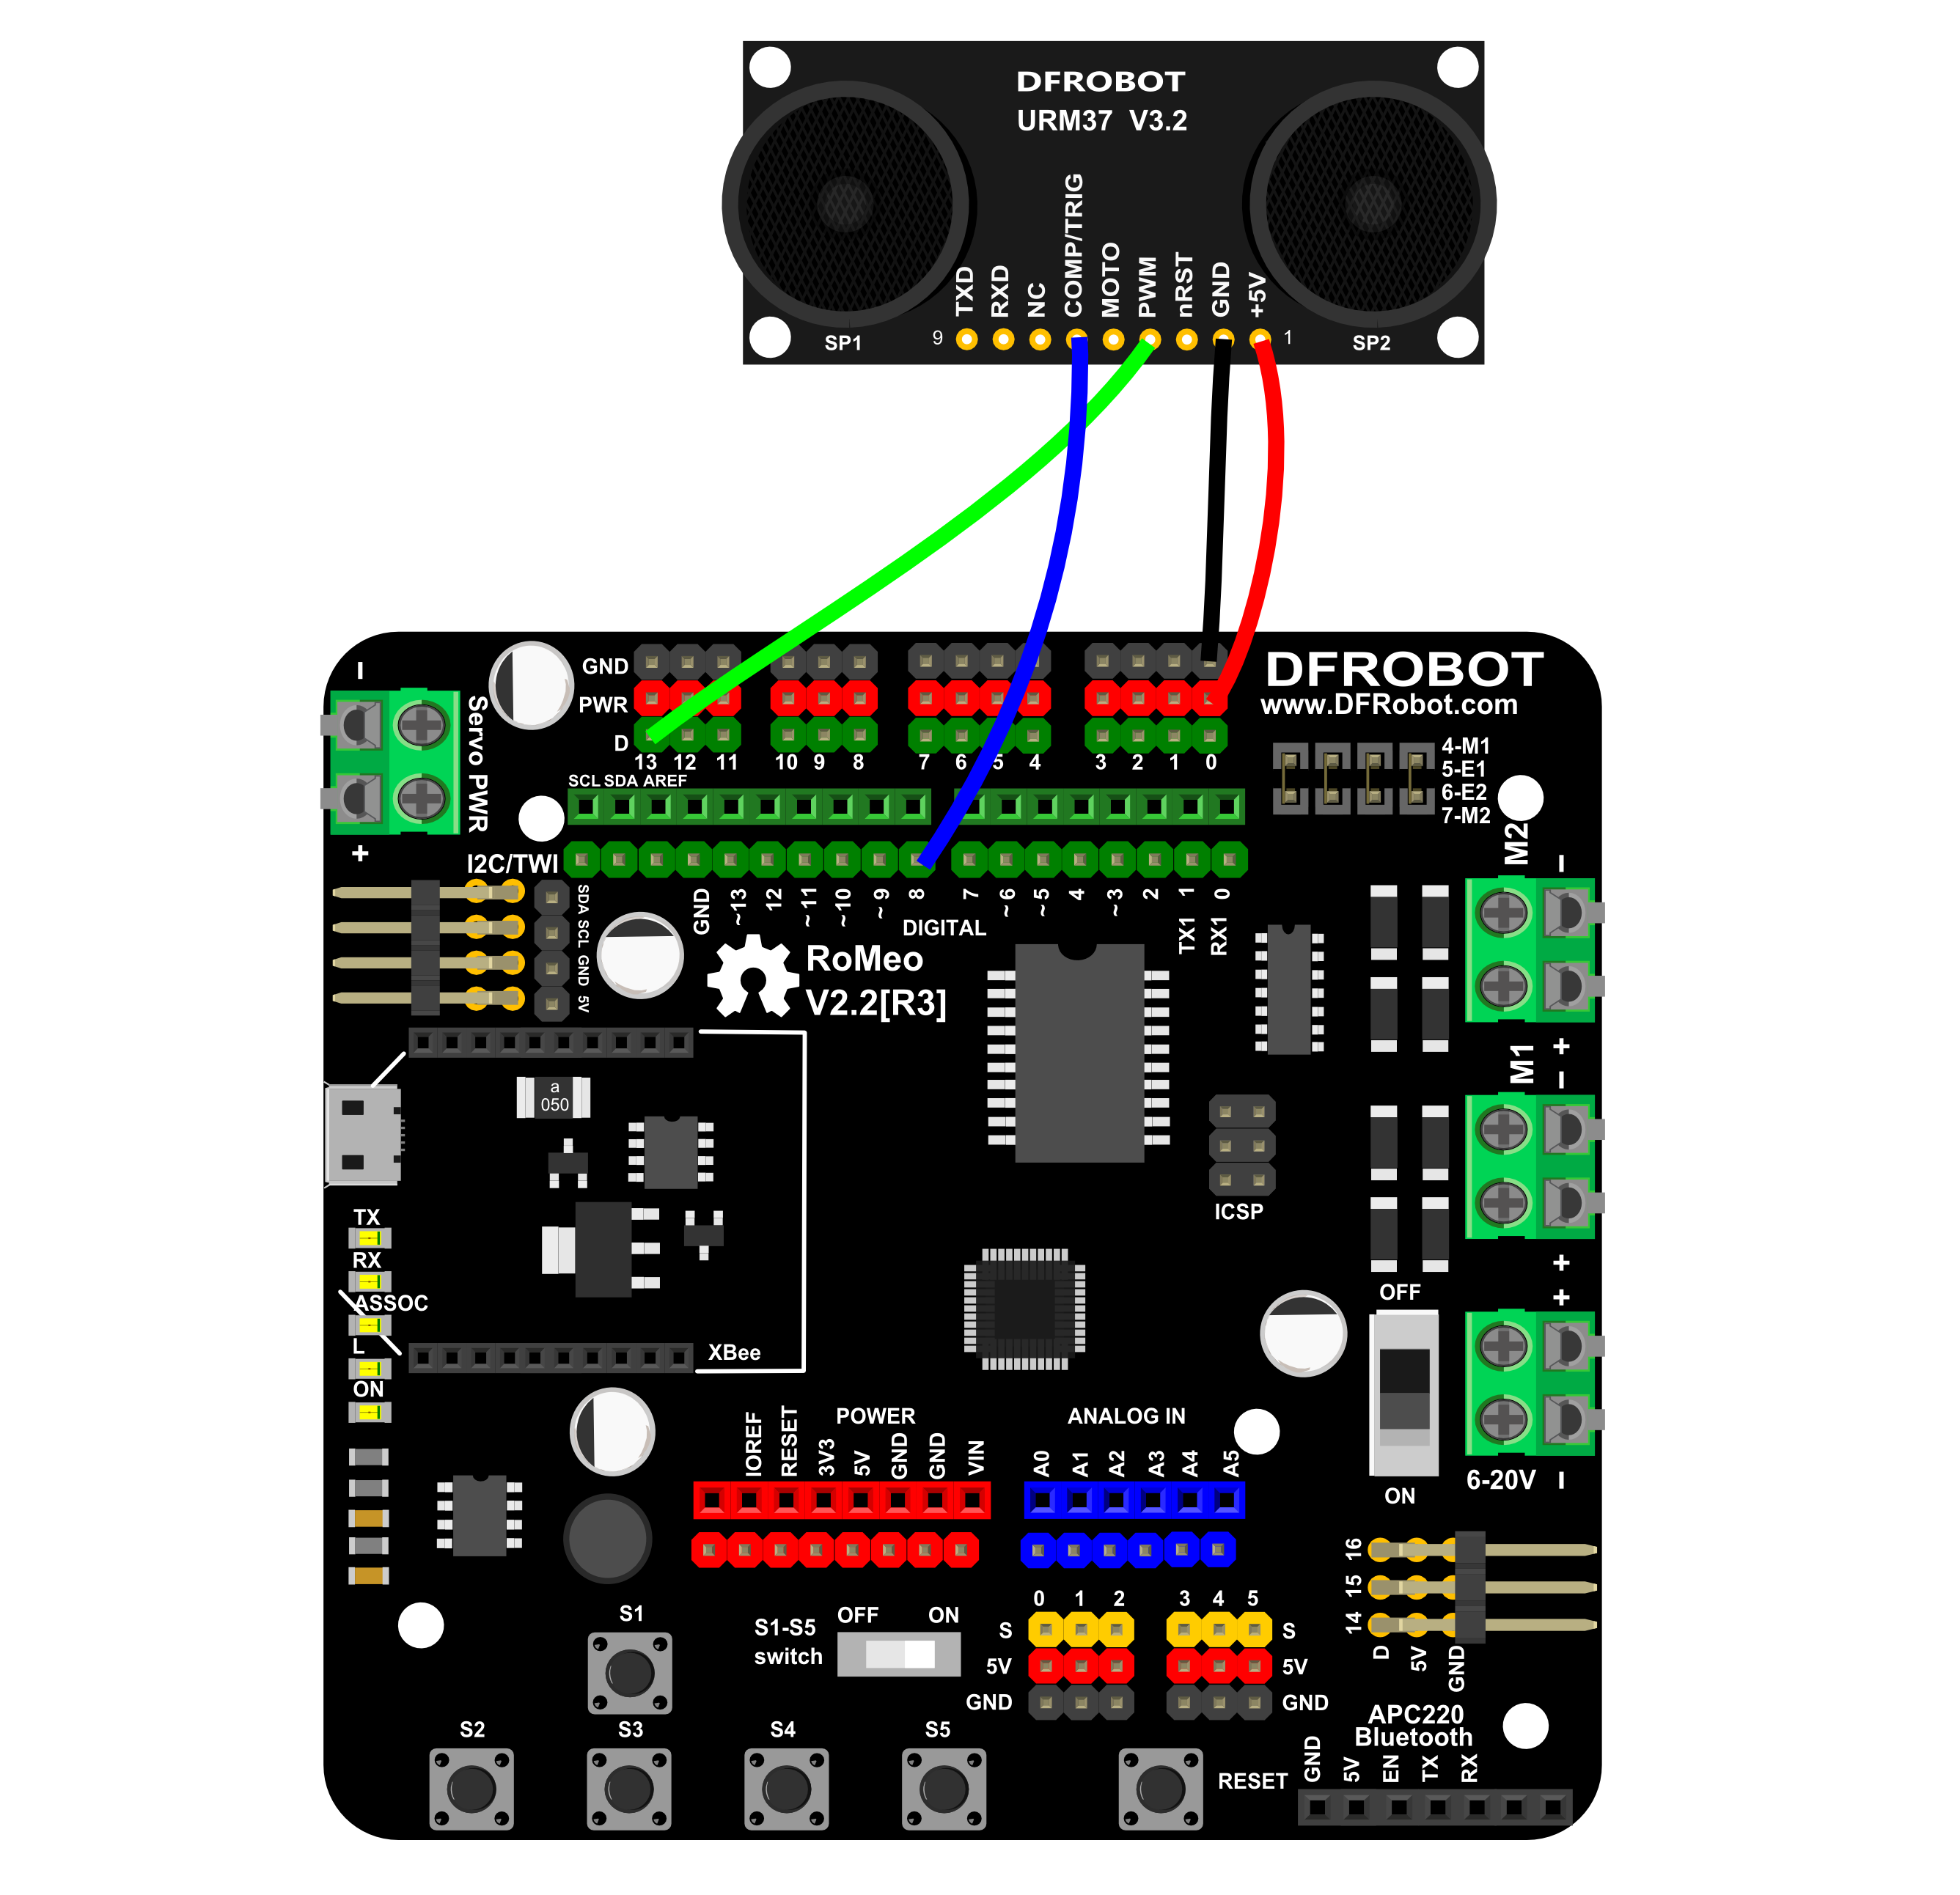 DFROBOT
URM37 V3.2
TXD
RXD
NC
COMP/TRIG
MOTO
PWM
nRST
GND
+5V
SP1
9
1
SP2
GND
PWR
D
13 12 11 10 9 8 7 6 5 4 3 2 1 0
DFROBOT
www.DFRobot.com
4-M1
5-E1
6-E2
7-M2
−
Servo PWR
+
SCL SDA AREF
I2C/TWI
SDA SCL GND 5V
GND ~13 12 ~11 ~10 ~9 8 7 ~6 ~5 4 ~3 2 1 0
DIGITAL
TX1 RX1
RoMeo
V2.2[R3]
M2
−
+
M1
−
+
a
050
TX
RX
ASSOC
L
ON
XBee
ICSP
OFF
ON
+
6-20V
−
POWER
IOREF RESET 3V3 5V GND GND VIN
ANALOG IN
A0 A1 A2 A3 A4 A5
16
15
14
D 5V GND
0 1 2 3 4 5
S S
5V 5V
GND GND
S1-S5
switch
OFF ON
S1
S2 S3 S4 S5
RESET
APC220
Bluetooth
GND 5V EN TX RX